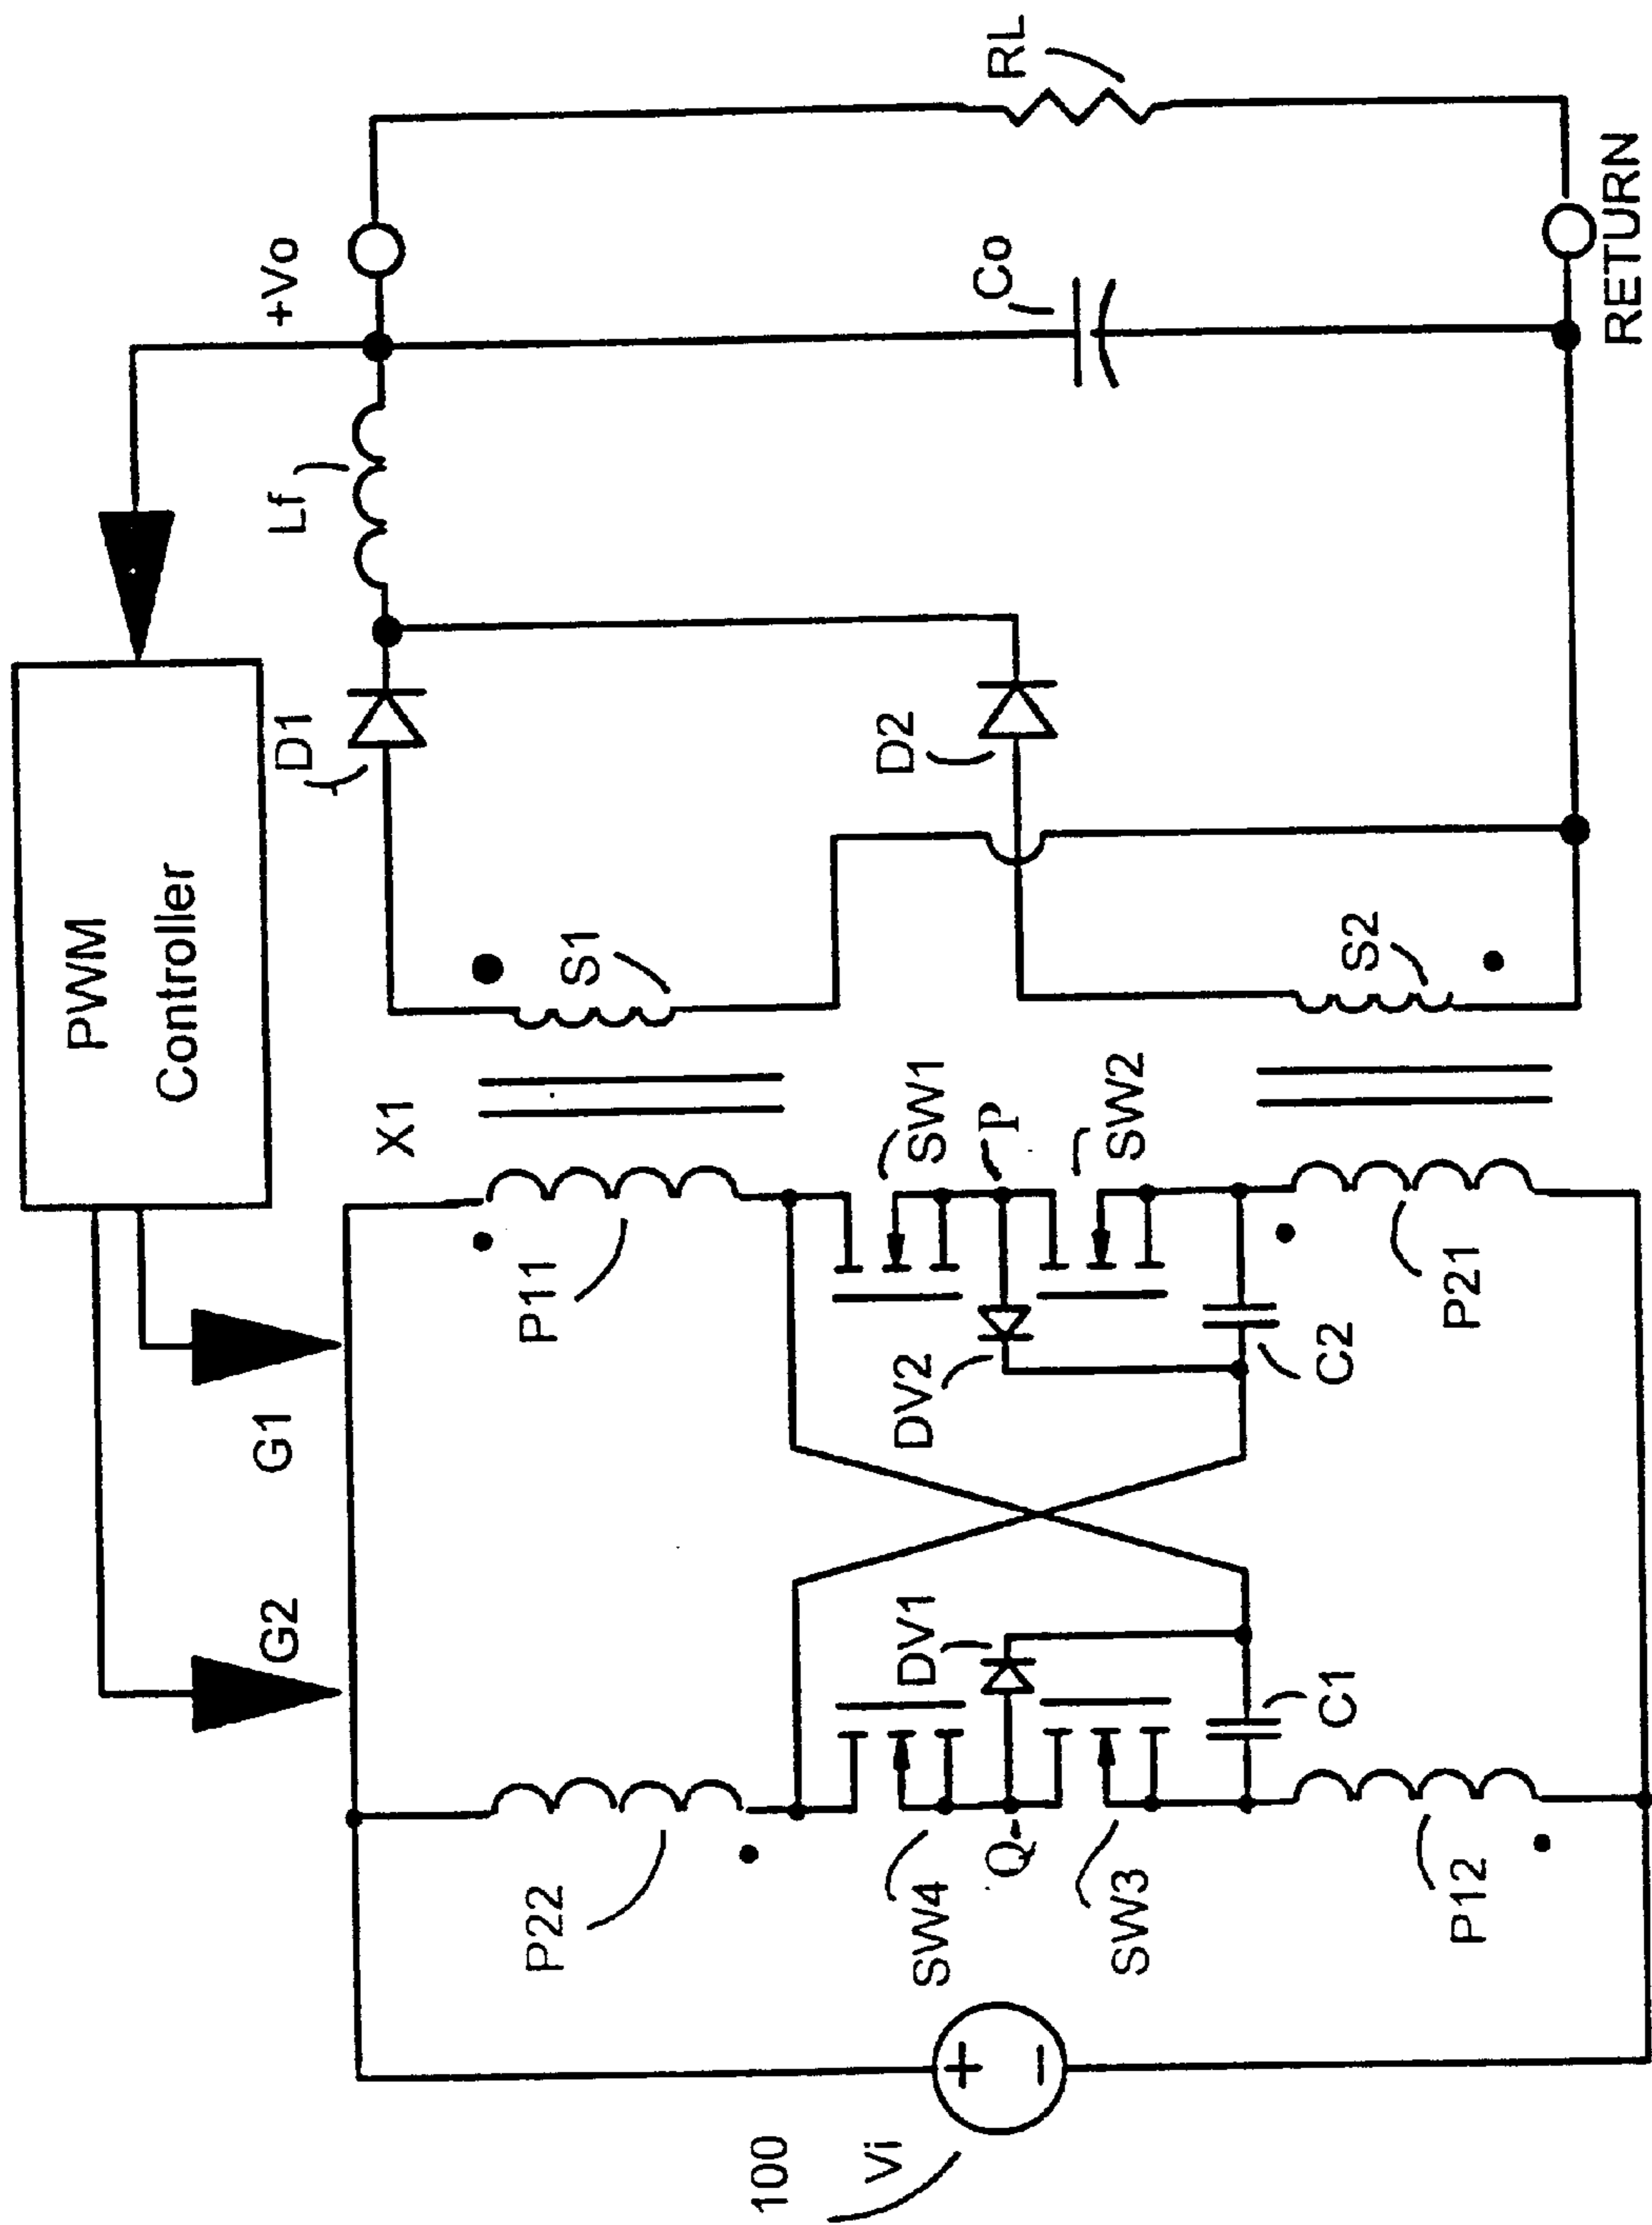 PWM
Controller
G2
G1
X1
+Vo
Lf
D1
D2
S1
S2
Co
RL
RETURN
P11
P22
SW1
P
SW2
DV2
C2
P21
DV1
C1
SW4
Q
SW3
P12
100
Vi
+
−